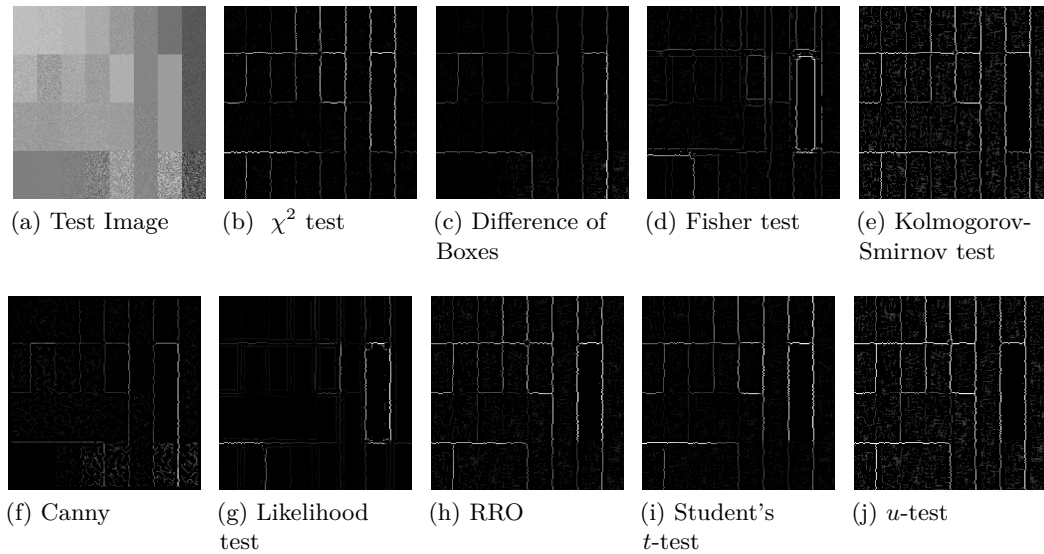 (a) Test Image
(b) χ² test
(c) Difference of
Boxes
(d) Fisher test
(e) Kolmogorov-
Smirnov test
(f) Canny
(g) Likelihood
test
(h) RRO
(i) Student's
t-test
(j) u-test